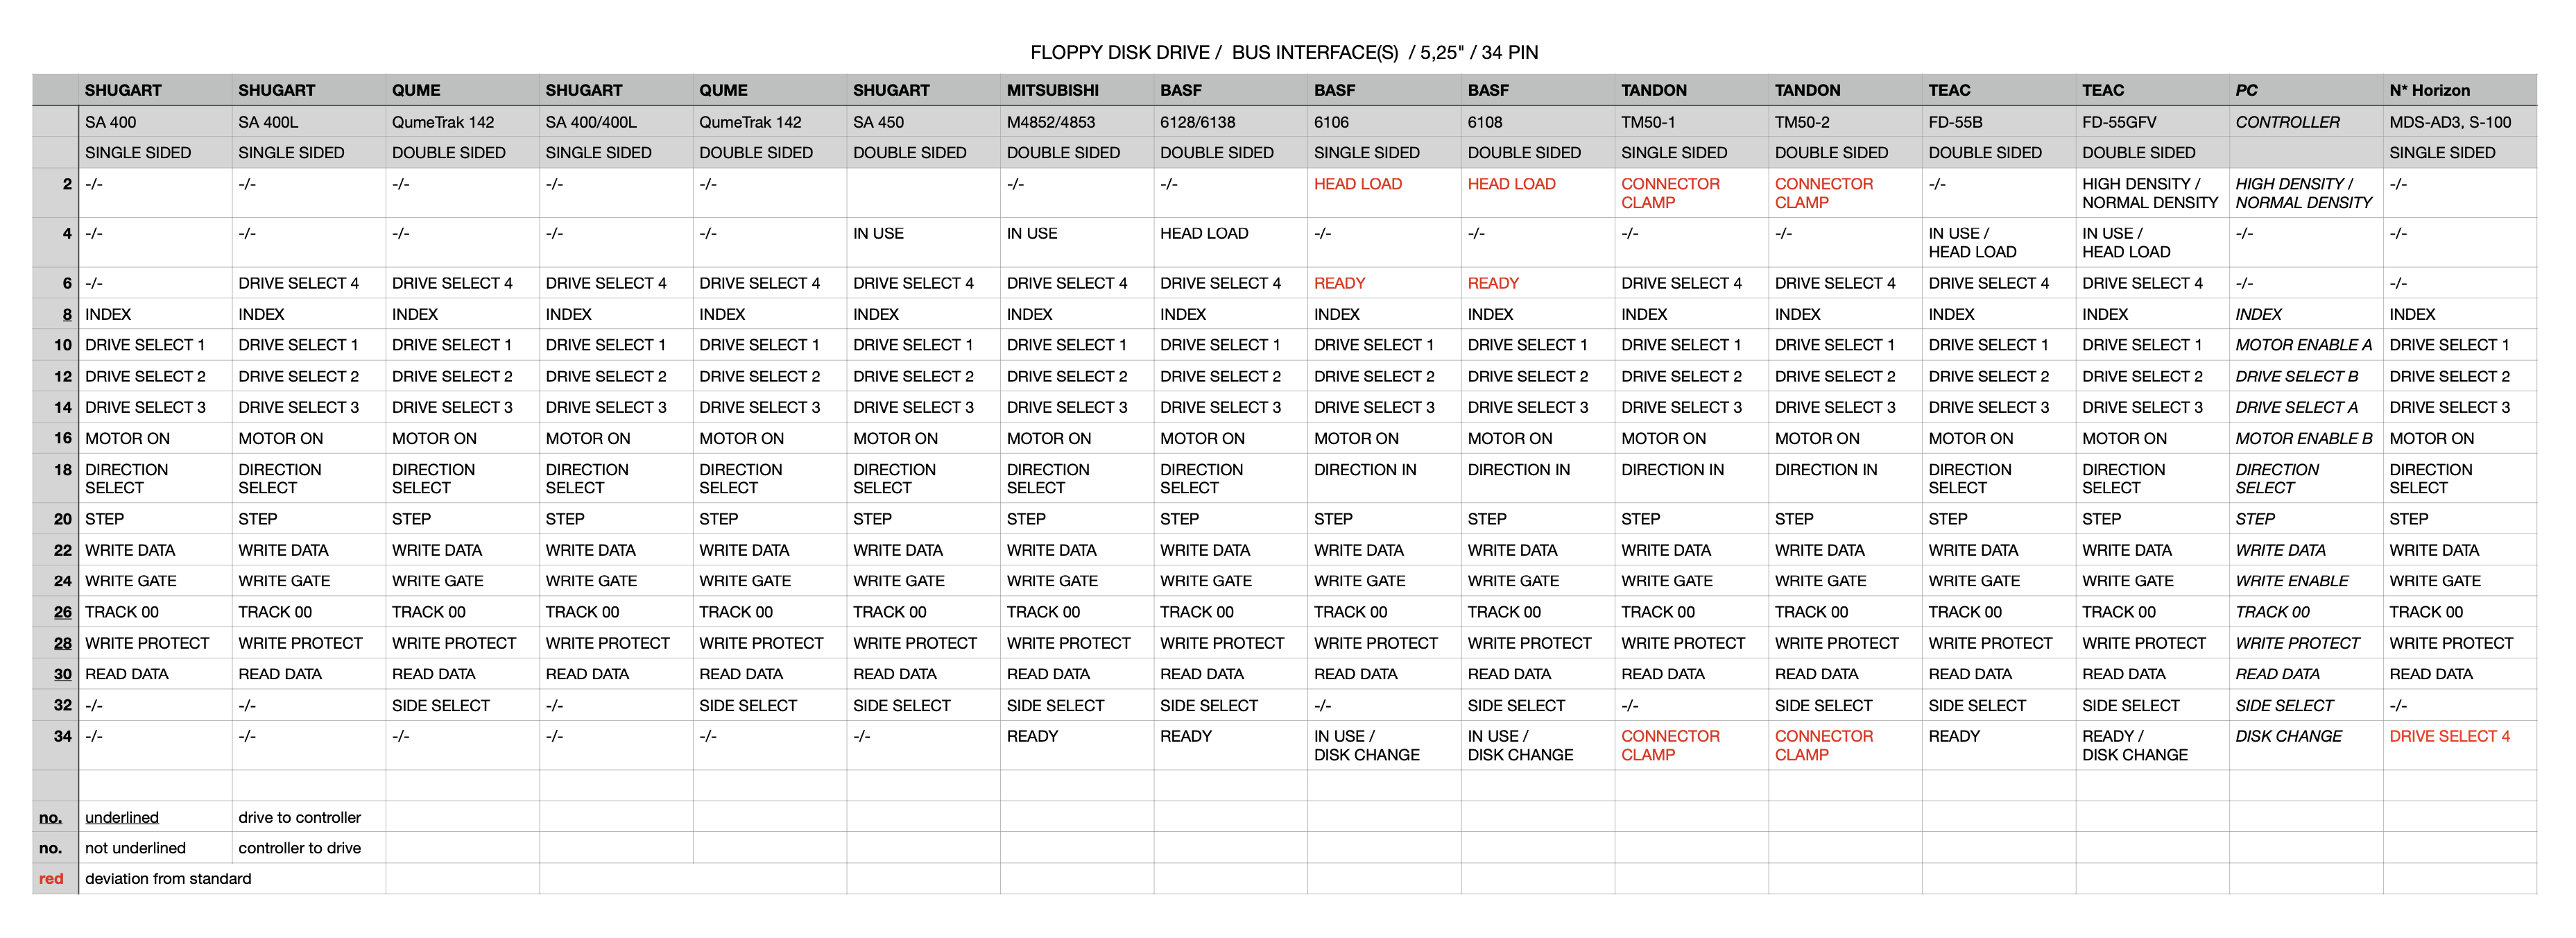 FLOPPY DISK DRIVE / BUS INTERFACE(S) / 5,25" / 34 PIN
SHUGART SHUGART QUME SHUGART QUME SHUGART MITSUBISHI BASF BASF BASF TANDON TANDON TEAC TEAC PC N* Horizon
SA 400 SA 400L QumeTrak 142 SA 400/400L QumeTrak 142 SA 450 M4852/4853 6128/6138 6106 6108 TM50-1 TM50-2 FD-55B FD-55GFV CONTROLLER MDS-AD3, S-100
SINGLE SIDED SINGLE SIDED DOUBLE SIDED SINGLE SIDED DOUBLE SIDED DOUBLE SIDED DOUBLE SIDED DOUBLE SIDED SINGLE SIDED DOUBLE SIDED SINGLE SIDED DOUBLE SIDED DOUBLE SIDED DOUBLE SIDED SINGLE SIDED
2 -/- -/- -/- -/- -/- -/- -/- HEAD LOAD HEAD LOAD CONNECTOR CONNECTOR -/- HIGH DENSITY / HIGH DENSITY / -/-
CLAMP CLAMP NORMAL DENSITY NORMAL DENSITY
4 -/- -/- -/- -/- -/- IN USE IN USE HEAD LOAD -/- -/- -/- -/- IN USE / IN USE / -/- -/-
HEAD LOAD HEAD LOAD
6 -/- DRIVE SELECT 4 DRIVE SELECT 4 DRIVE SELECT 4 DRIVE SELECT 4 DRIVE SELECT 4 DRIVE SELECT 4 DRIVE SELECT 4 READY READY DRIVE SELECT 4 DRIVE SELECT 4 DRIVE SELECT 4 DRIVE SELECT 4 -/- -/-
8 INDEX INDEX INDEX INDEX INDEX INDEX INDEX INDEX INDEX INDEX INDEX INDEX INDEX INDEX INDEX INDEX
10 DRIVE SELECT 1 DRIVE SELECT 1 DRIVE SELECT 1 DRIVE SELECT 1 DRIVE SELECT 1 DRIVE SELECT 1 DRIVE SELECT 1 DRIVE SELECT 1 DRIVE SELECT 1 DRIVE SELECT 1 DRIVE SELECT 1 DRIVE SELECT 1 DRIVE SELECT 1 DRIVE SELECT 1 MOTOR ENABLE A DRIVE SELECT 1
12 DRIVE SELECT 2 DRIVE SELECT 2 DRIVE SELECT 2 DRIVE SELECT 2 DRIVE SELECT 2 DRIVE SELECT 2 DRIVE SELECT 2 DRIVE SELECT 2 DRIVE SELECT 2 DRIVE SELECT 2 DRIVE SELECT 2 DRIVE SELECT 2 DRIVE SELECT 2 DRIVE SELECT 2 DRIVE SELECT B DRIVE SELECT 2
14 DRIVE SELECT 3 DRIVE SELECT 3 DRIVE SELECT 3 DRIVE SELECT 3 DRIVE SELECT 3 DRIVE SELECT 3 DRIVE SELECT 3 DRIVE SELECT 3 DRIVE SELECT 3 DRIVE SELECT 3 DRIVE SELECT 3 DRIVE SELECT 3 DRIVE SELECT 3 DRIVE SELECT 3 DRIVE SELECT A DRIVE SELECT 3
16 MOTOR ON MOTOR ON MOTOR ON MOTOR ON MOTOR ON MOTOR ON MOTOR ON MOTOR ON MOTOR ON MOTOR ON MOTOR ON MOTOR ON MOTOR ON MOTOR ON MOTOR ENABLE B MOTOR ON
18 DIRECTION DIRECTION DIRECTION DIRECTION DIRECTION DIRECTION DIRECTION DIRECTION DIRECTION IN DIRECTION IN DIRECTION IN DIRECTION IN DIRECTION DIRECTION DIRECTION DIRECTION
SELECT SELECT SELECT SELECT SELECT SELECT SELECT SELECT SELECT SELECT SELECT SELECT
20 STEP STEP STEP STEP STEP STEP STEP STEP STEP STEP STEP STEP STEP STEP STEP STEP
22 WRITE DATA WRITE DATA WRITE DATA WRITE DATA WRITE DATA WRITE DATA WRITE DATA WRITE DATA WRITE DATA WRITE DATA WRITE DATA WRITE DATA WRITE DATA WRITE DATA WRITE DATA WRITE DATA
24 WRITE GATE WRITE GATE WRITE GATE WRITE GATE WRITE GATE WRITE GATE WRITE GATE WRITE GATE WRITE GATE WRITE GATE WRITE GATE WRITE GATE WRITE GATE WRITE GATE WRITE ENABLE WRITE GATE
26 TRACK 00 TRACK 00 TRACK 00 TRACK 00 TRACK 00 TRACK 00 TRACK 00 TRACK 00 TRACK 00 TRACK 00 TRACK 00 TRACK 00 TRACK 00 TRACK 00 TRACK 00 TRACK 00
28 WRITE PROTECT WRITE PROTECT WRITE PROTECT WRITE PROTECT WRITE PROTECT WRITE PROTECT WRITE PROTECT WRITE PROTECT WRITE PROTECT WRITE PROTECT WRITE PROTECT WRITE PROTECT WRITE PROTECT WRITE PROTECT WRITE PROTECT WRITE PROTECT
30 READ DATA READ DATA READ DATA READ DATA READ DATA READ DATA READ DATA READ DATA READ DATA READ DATA READ DATA READ DATA READ DATA READ DATA READ DATA READ DATA
32 -/- -/- SIDE SELECT -/- SIDE SELECT SIDE SELECT SIDE SELECT SIDE SELECT -/- SIDE SELECT -/- SIDE SELECT SIDE SELECT SIDE SELECT SIDE SELECT -/-
34 -/- -/- -/- -/- -/- -/- READY READY IN USE / IN USE / CONNECTOR CONNECTOR READY READY / DISK CHANGE DRIVE SELECT 4
DISK CHANGE DISK CHANGE CLAMP CLAMP DISK CHANGE
no. underlined drive to controller
no. not underlined controller to drive
red deviation from standard